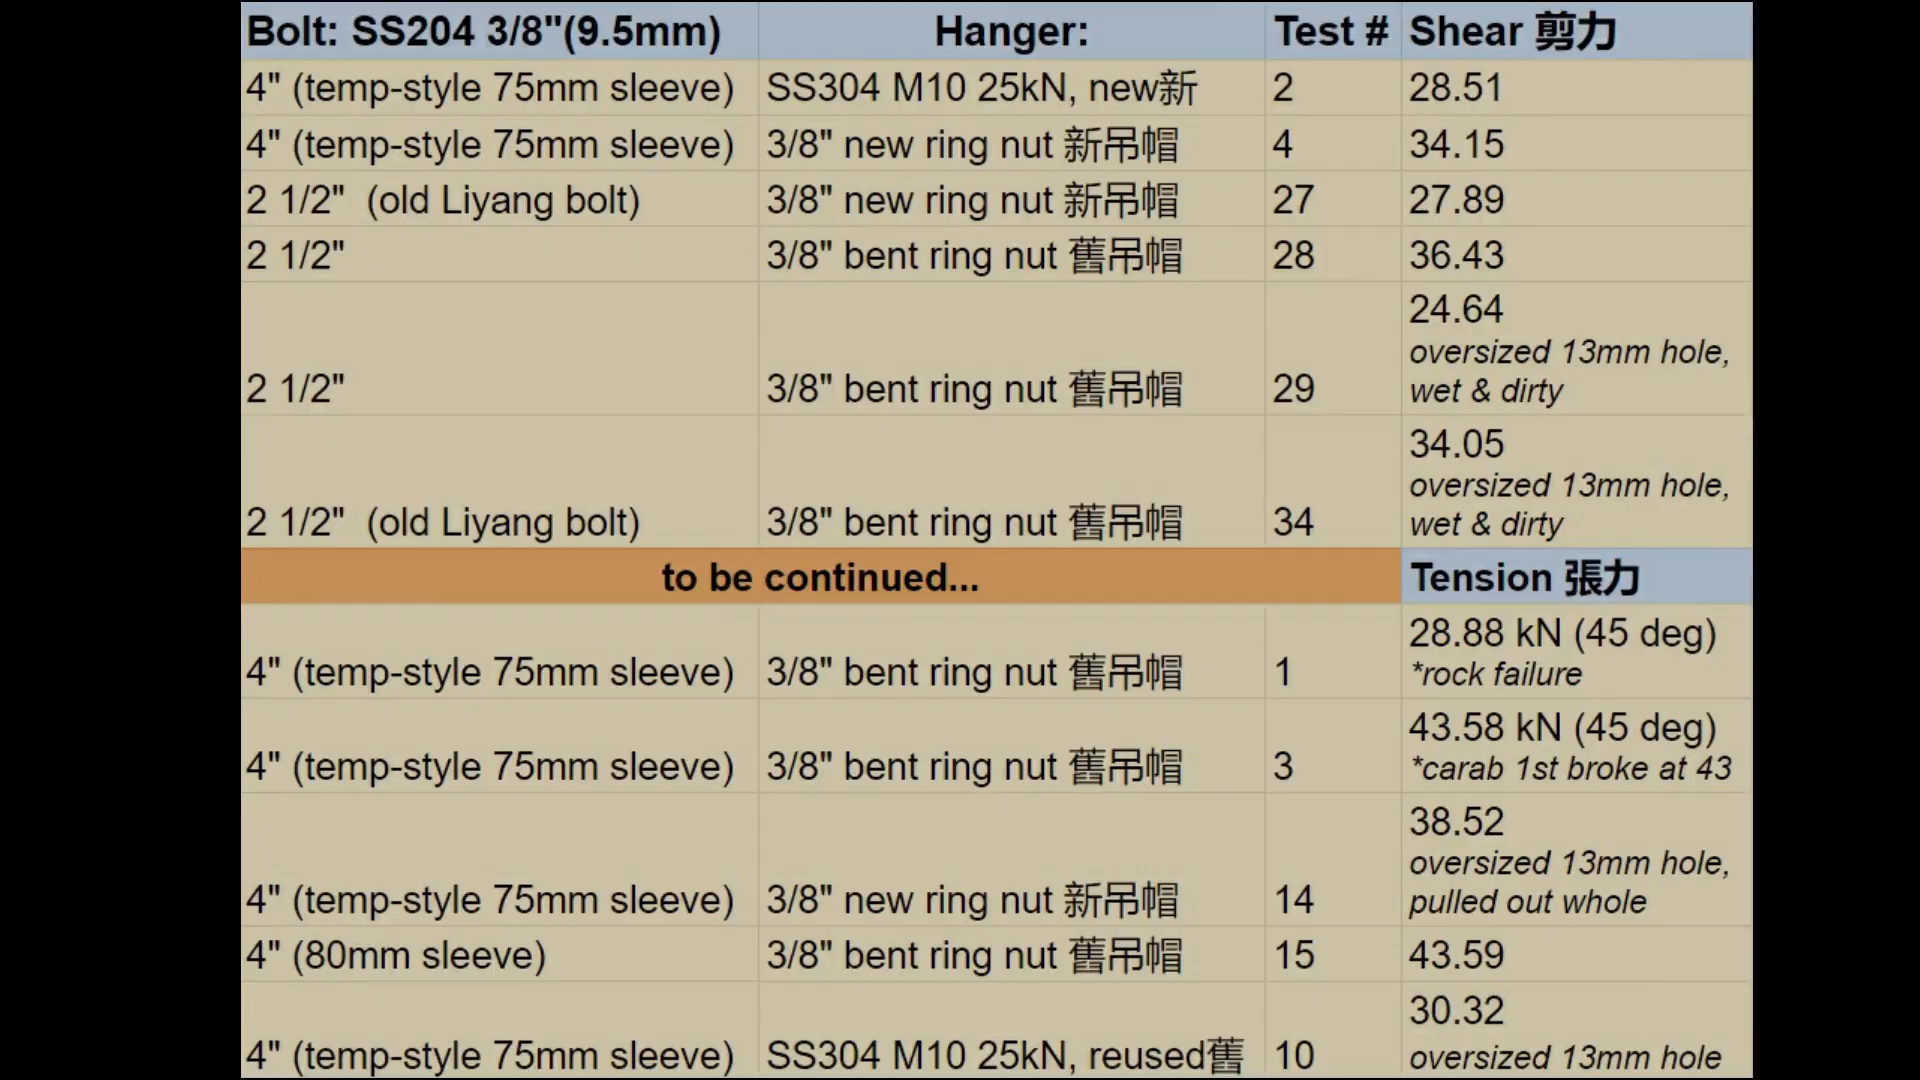 Bolt: SS204 3/8"(9.5mm) Hanger: Test # Shear 剪力
4" (temp-style 75mm sleeve) SS304 M10 25kN, new新 2 28.51
4" (temp-style 75mm sleeve) 3/8" new ring nut 新吊帽 4 34.15
2 1/2" (old Liyang bolt) 3/8" new ring nut 新吊帽 27 27.89
2 1/2" 3/8" bent ring nut 舊吊帽 28 36.43
24.64
oversized 13mm hole,
2 1/2" 3/8" bent ring nut 舊吊帽 29 wet & dirty
34.05
oversized 13mm hole,
2 1/2" (old Liyang bolt) 3/8" bent ring nut 舊吊帽 34 wet & dirty
to be continued... Tension 張力
28.88 kN (45 deg)
4" (temp-style 75mm sleeve) 3/8" bent ring nut 舊吊帽 1 *rock failure
43.58 kN (45 deg)
4" (temp-style 75mm sleeve) 3/8" bent ring nut 舊吊帽 3 *carab 1st broke at 43
38.52
oversized 13mm hole,
4" (temp-style 75mm sleeve) 3/8" new ring nut 新吊帽 14 pulled out whole
4" (80mm sleeve) 3/8" bent ring nut 舊吊帽 15 43.59
30.32
4" (temp-style 75mm sleeve) SS304 M10 25kN, reused舊 10 oversized 13mm hole